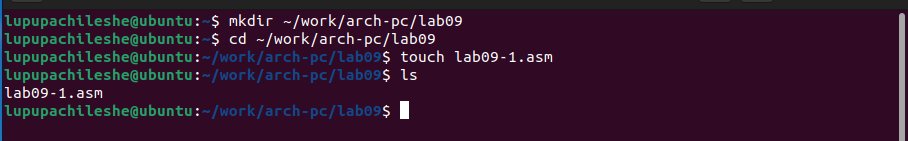 lupupachileshe@ubuntu:~$ mkdir ~/work/arch-pc/lab09
lupupachileshe@ubuntu:~$ cd ~/work/arch-pc/lab09
lupupachileshe@ubuntu:~/work/arch-pc/lab09$ touch lab09-1.asm
lupupachileshe@ubuntu:~/work/arch-pc/lab09$ ls
lab09-1.asm
lupupachileshe@ubuntu:~/work/arch-pc/lab09$